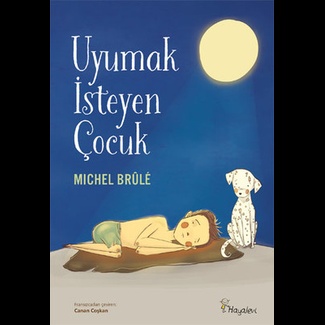 Uyumak
İsteyen
Çocuk
MICHEL BRÛLÉ
Fransızcadan çeviren:
Canan Coşkan
Hayalevi